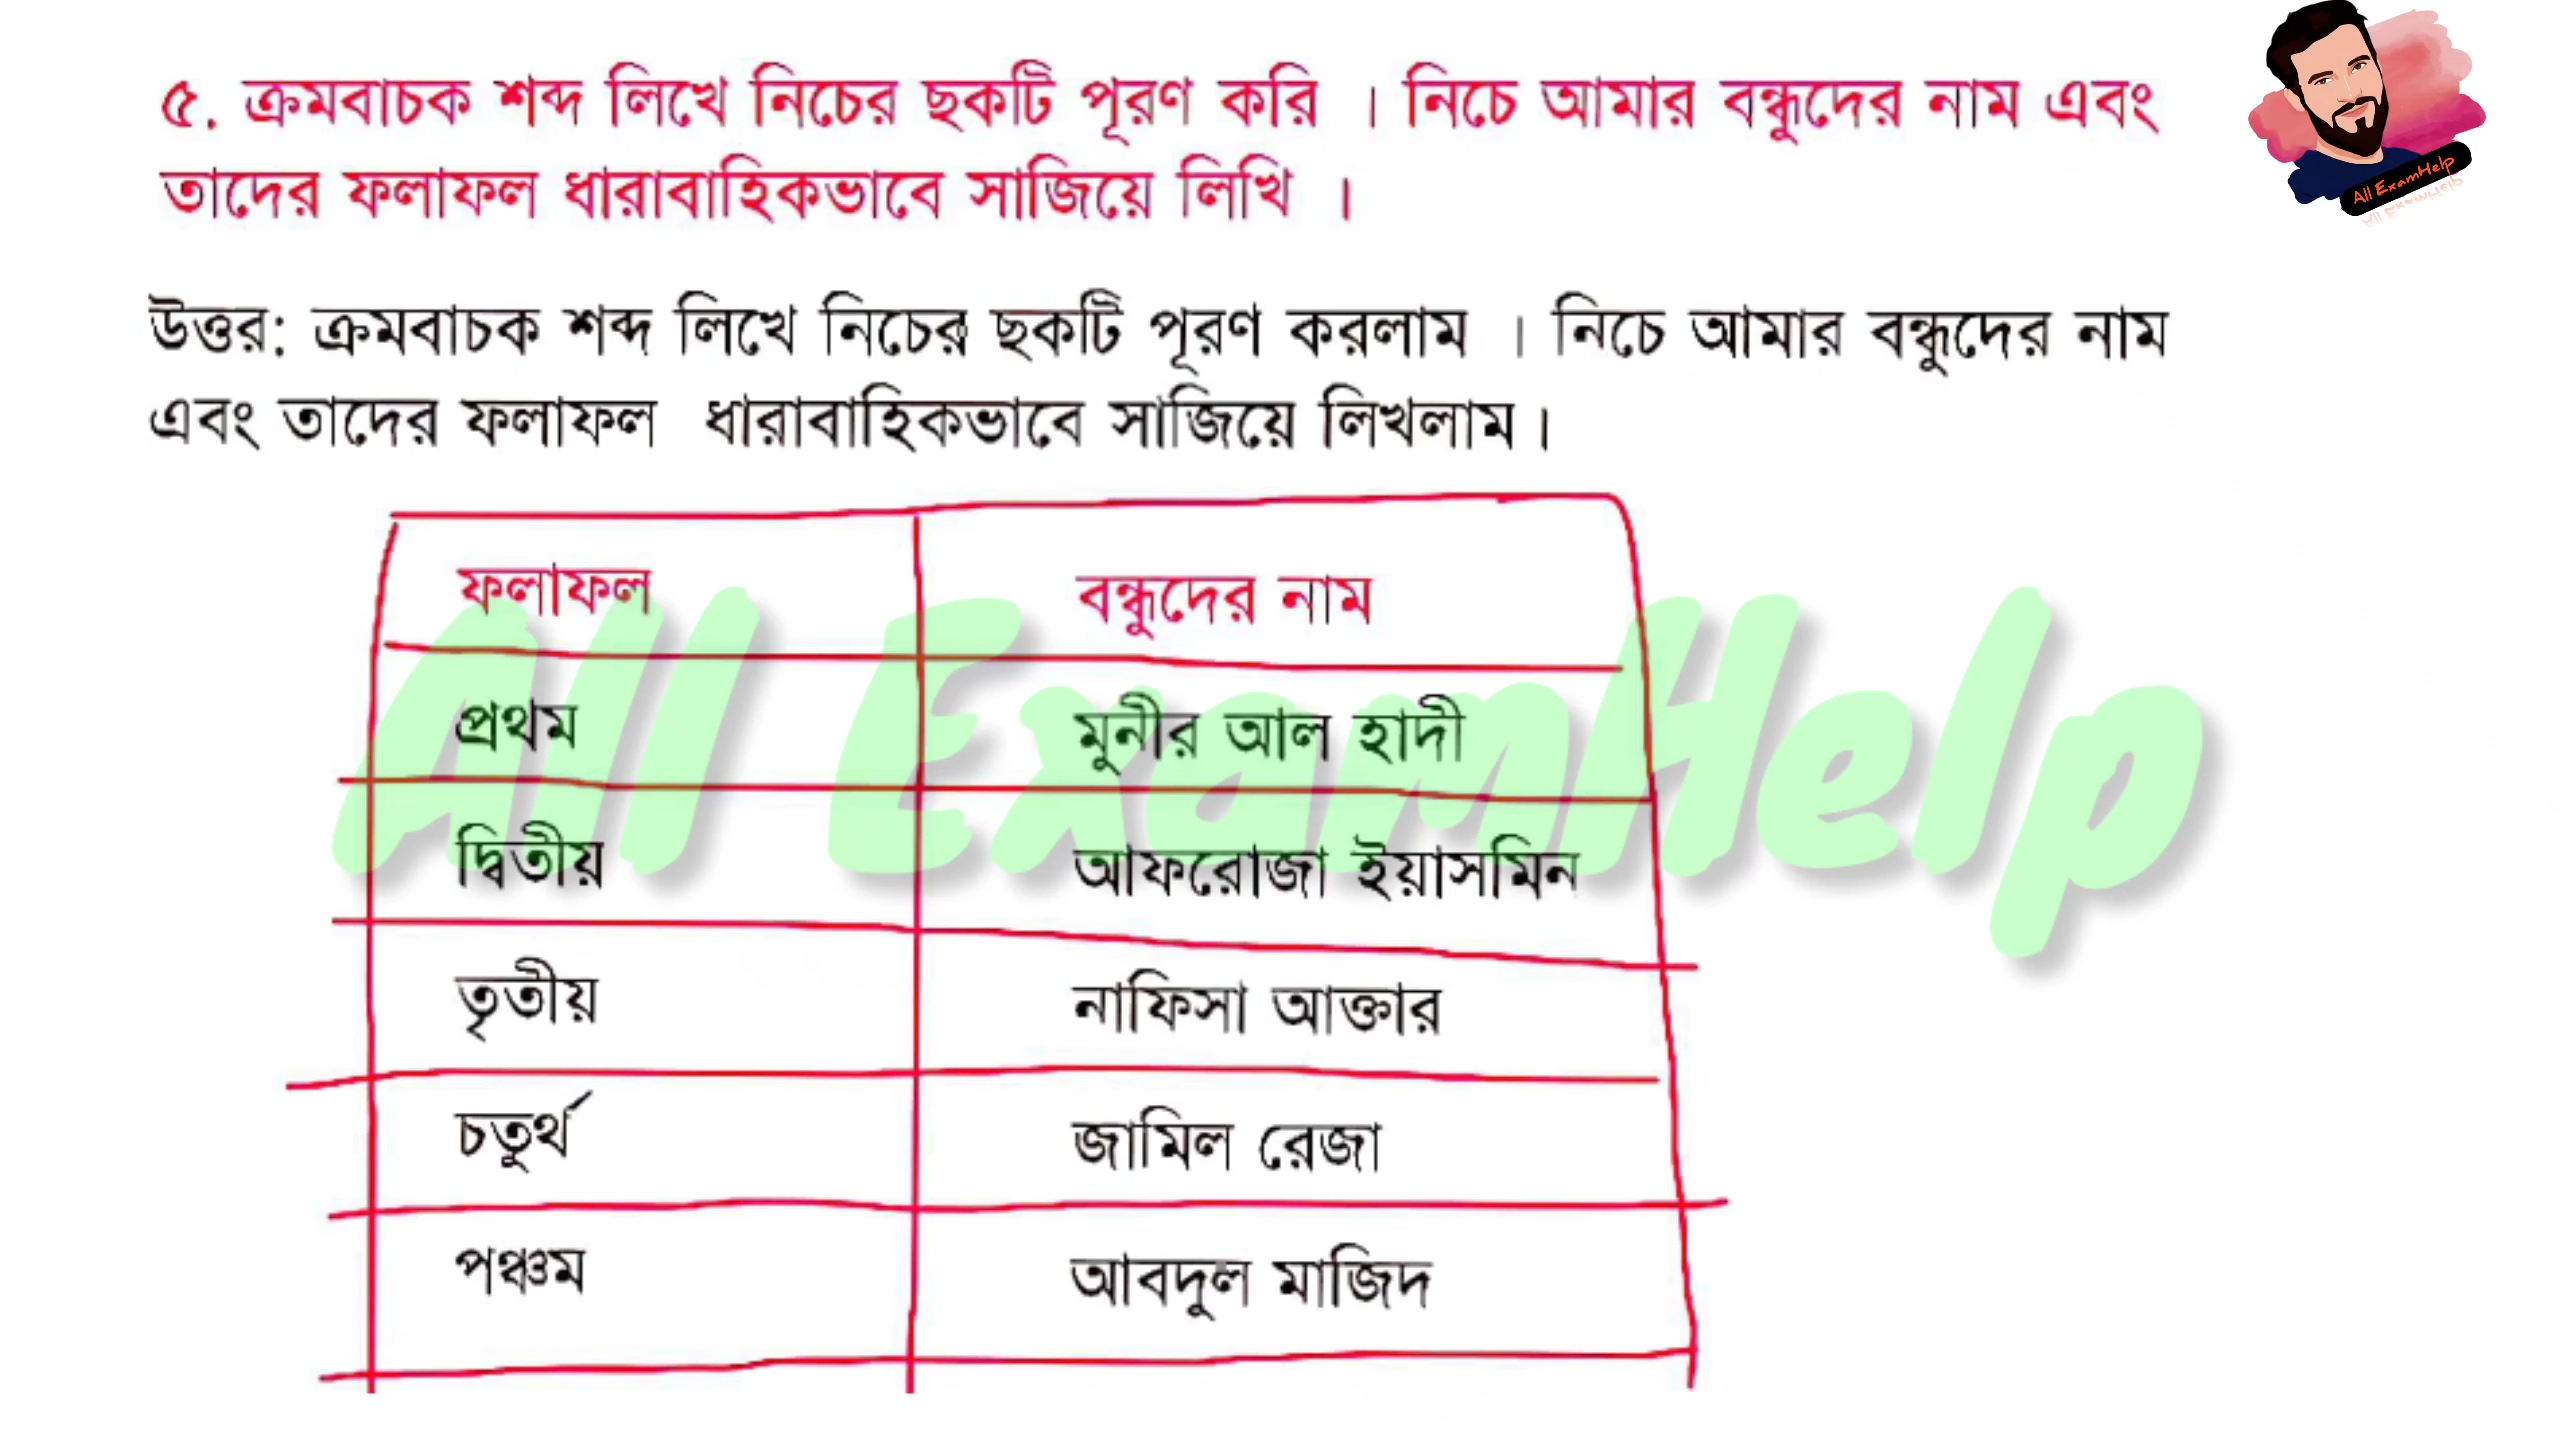 ৫. ক্রমবাচক শব্দ লিখে নিচের ছকটি পূরণ করি । নিচে আমার বন্ধুদের নাম এবং
তাদের ফলাফল ধারাবাহিকভাবে সাজিয়ে লিখি ।
All ExamHelp
উত্তর: ক্রমবাচক শব্দ লিখে নিচের ছকটি পূরণ করলাম । নিচে আমার বন্ধুদের নাম
এবং তাদের ফলাফল ধারাবাহিকভাবে সাজিয়ে লিখলাম।
ফলাফল বন্ধুদের নাম
প্রথম মুনীর আল হাদী
দ্বিতীয় আফরোজা ইয়াসমিন
তৃতীয় নাফিসা আক্তার
চতুর্থ জামিল রেজা
পঞ্চম আবদুল মাজিদ
All ExamHelp